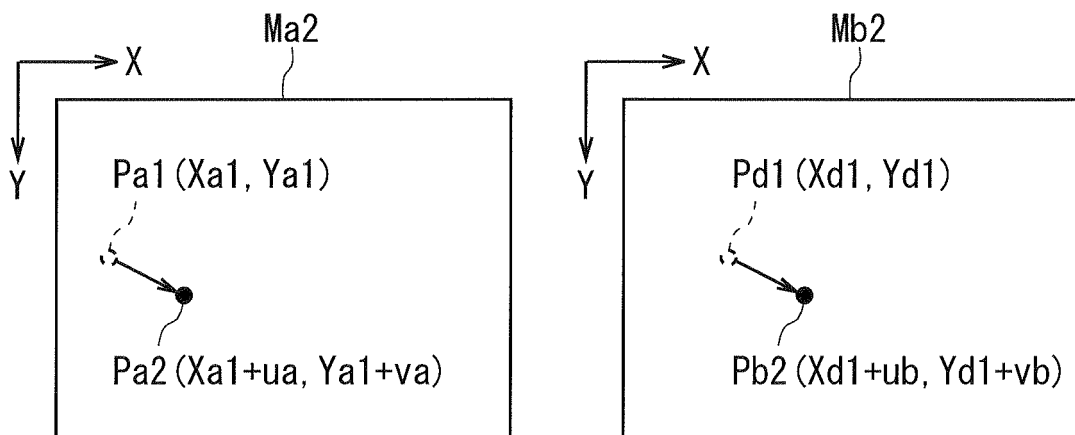 Ma2
Mb2
X
X
Y
Y
Pa1(Xa1, Ya1)
Pd1(Xd1, Yd1)
Pa2(Xa1+ua, Ya1+va)
Pb2(Xd1+ub, Yd1+vb)